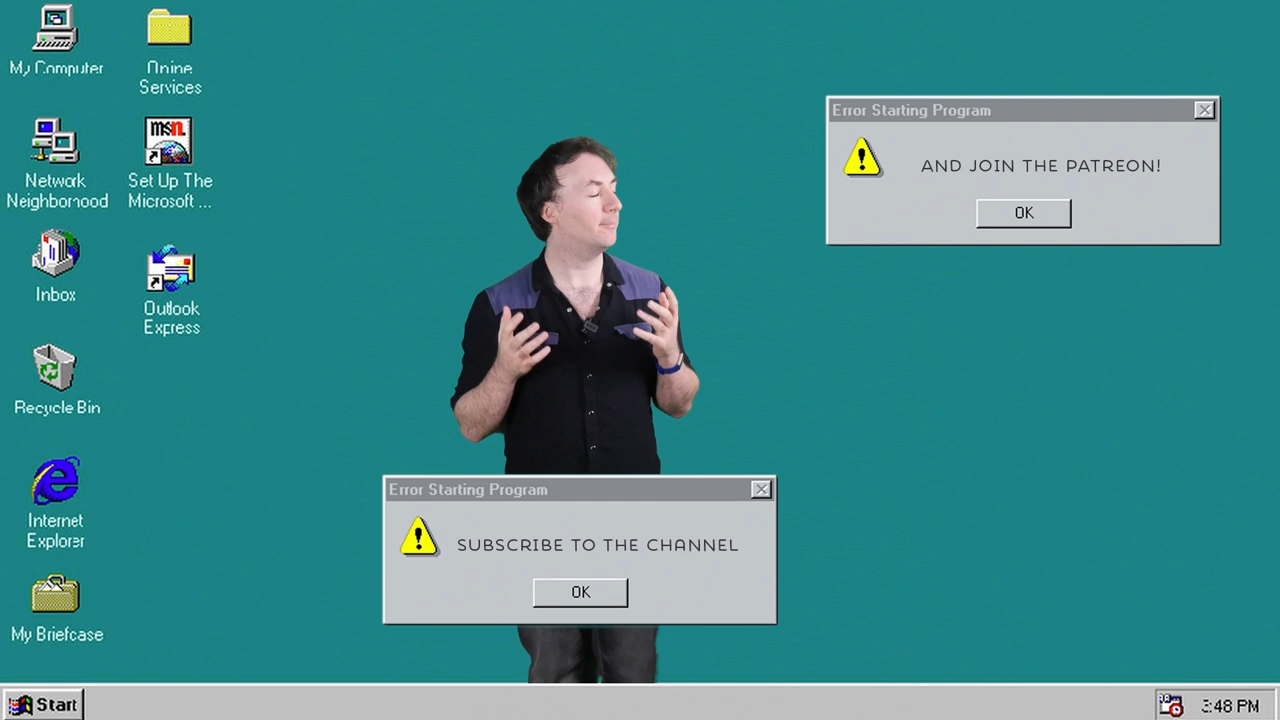 My Computer
Online
Services
Network
Neighborhood
msn.
Set Up The
Microsoft ...
Inbox
Outlook
Express
Recycle Bin
Internet
Explorer
My Briefcase
Error Starting Program
AND JOIN THE PATREON!
OK
Error Starting Program
SUBSCRIBE TO THE CHANNEL
OK
Start
3:48 PM